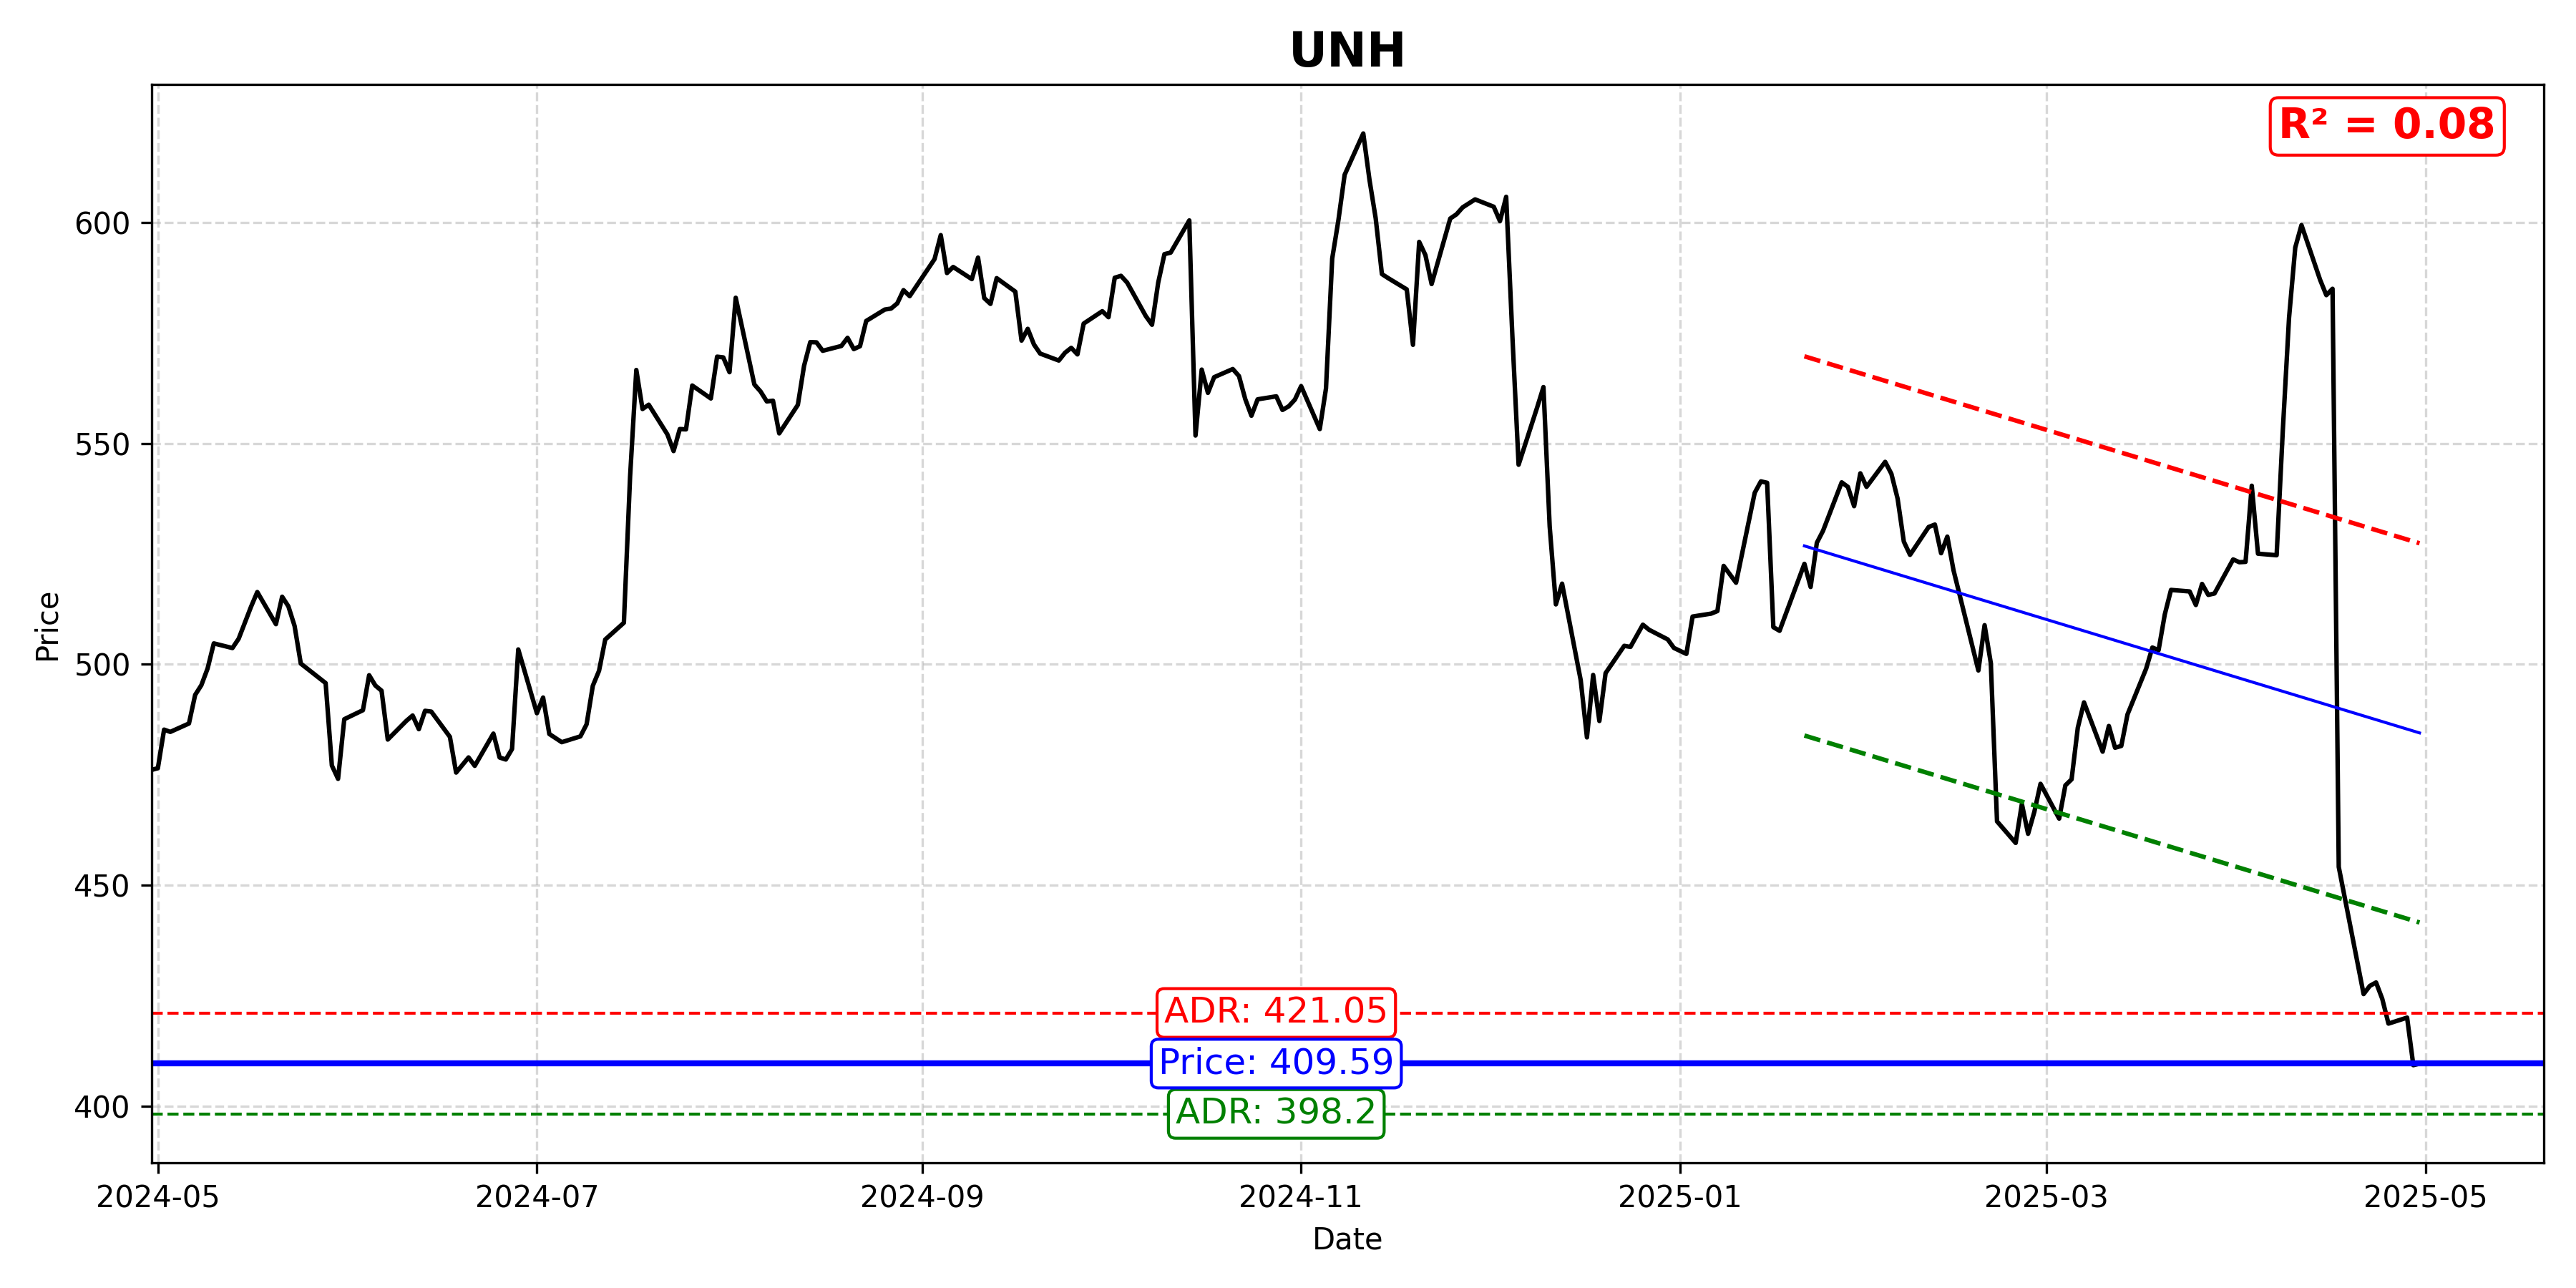 UNH
R² = 0.08
600
550
500
450
400
Price
ADR: 421.05
Price: 409.59
ADR: 398.2
2024-05
2024-07
2024-09
2024-11
2025-01
2025-03
2025-05
Date